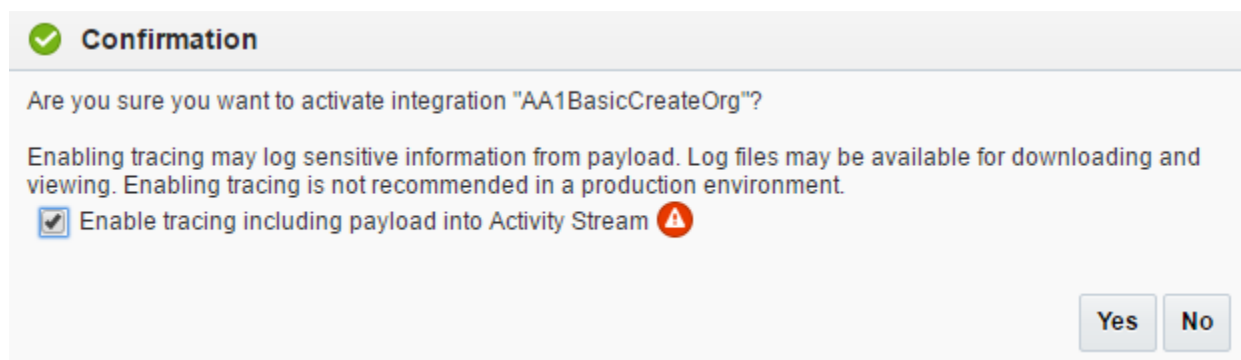 Confirmation
Are you sure you want to activate integration "AA1BasicCreateOrg"?
Enabling tracing may log sensitive information from payload. Log files may be available for downloading and
viewing. Enabling tracing is not recommended in a production environment.
Enable tracing including payload into Activity Stream
Yes No